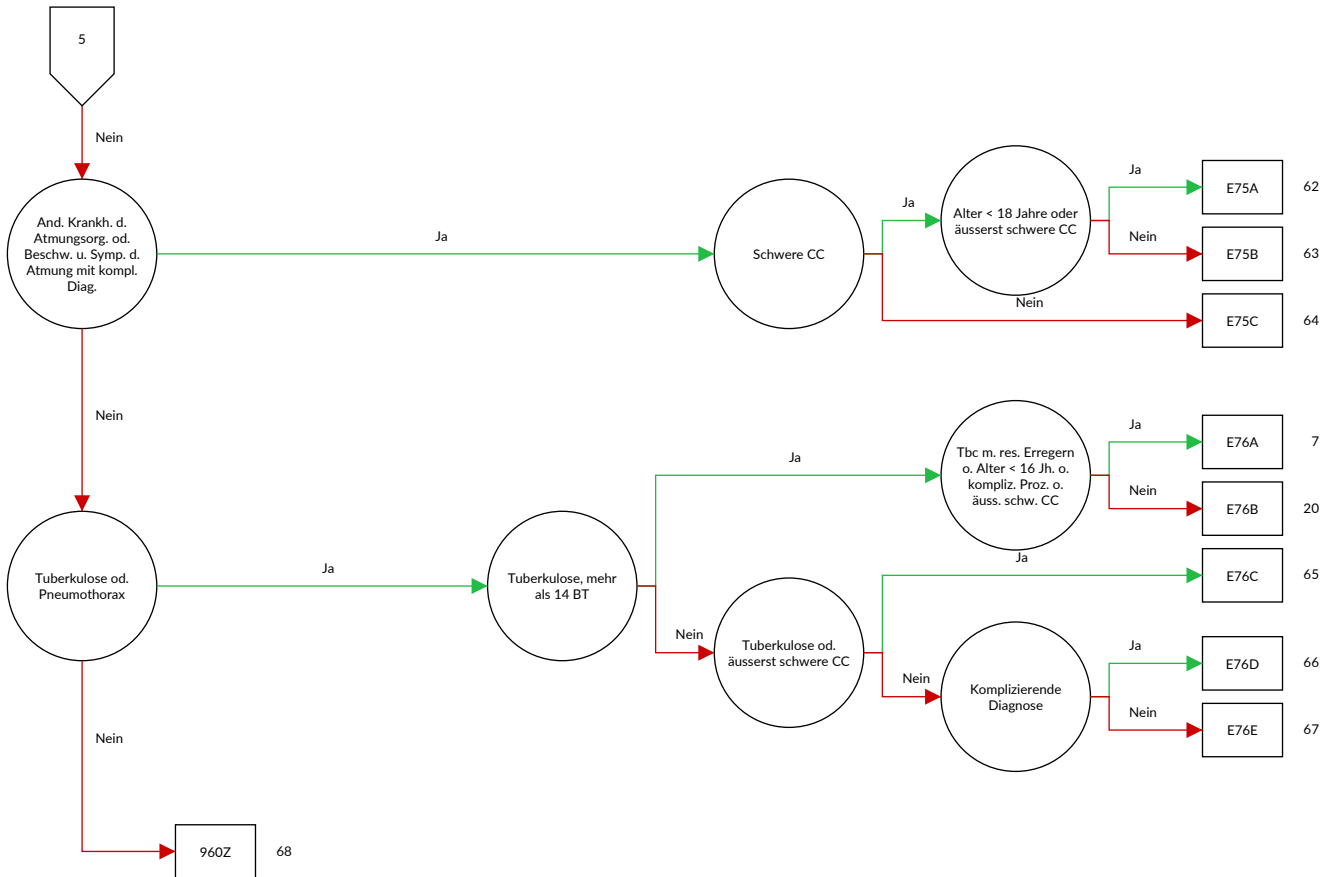 5
Nein
And. Krankh. d.
Atmungsorg. od.
Beschw. u. Symp. d.
Atmung mit kompl.
Diag.
Ja
Schwere CC
Ja
Alter < 18 Jahre oder
äusserst schwere CC
Ja
E75A
62
Nein
E75B
63
Nein
E75C
64
Nein
Tuberkulose od.
Pneumothorax
Ja
Tuberkulose, mehr
als 14 BT
Ja
Tbc m. res. Erregern
o. Alter < 16 Jh. o.
kompliz. Proz. o.
äuss. schw. CC
Ja
E76A
7
Nein
E76B
20
Nein
Tuberkulose od.
äusserst schwere CC
Ja
E76C
65
Nein
Komplizierende
Diagnose
Ja
E76D
66
Nein
E76E
67
Nein
960Z
68